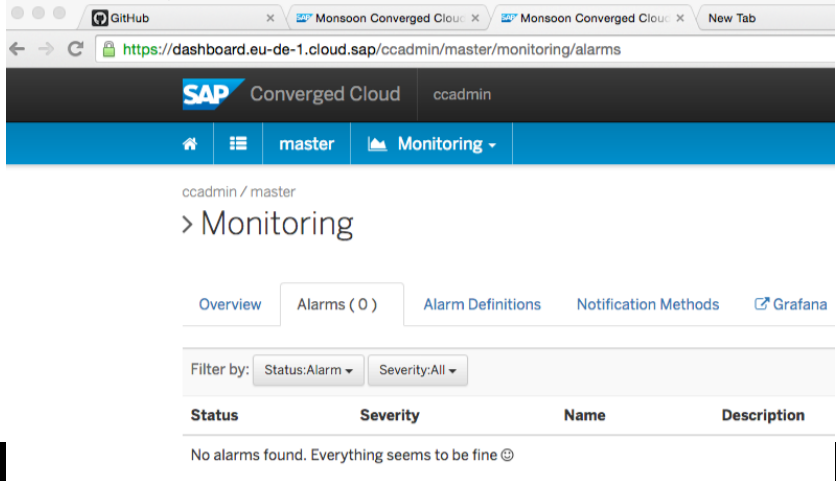 GitHub Monsoon Converged Clou Monsoon Converged Clou New Tab
https://dashboard.eu-de-1.cloud.sap/ccadmin/master/monitoring/alarms
SAP Converged Cloud ccadmin
master Monitoring
ccadmin / master
> Monitoring
Overview Alarms ( 0 ) Alarm Definitions Notification Methods Grafana
Filter by: Status:Alarm Severity:All
Status Severity Name Description
No alarms found. Everything seems to be fine ☺